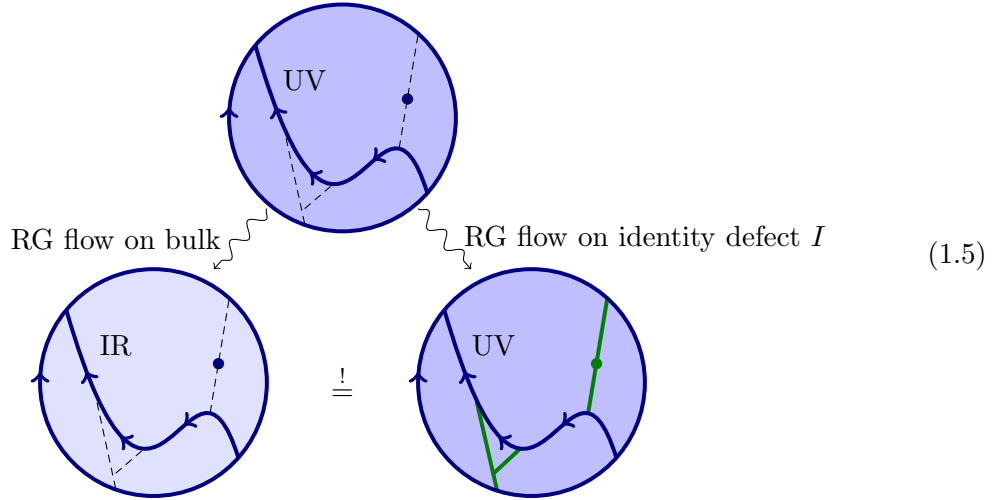 UV
RG flow on bulk
RG flow on identity defect I
(1.5)
IR
UV
!
=